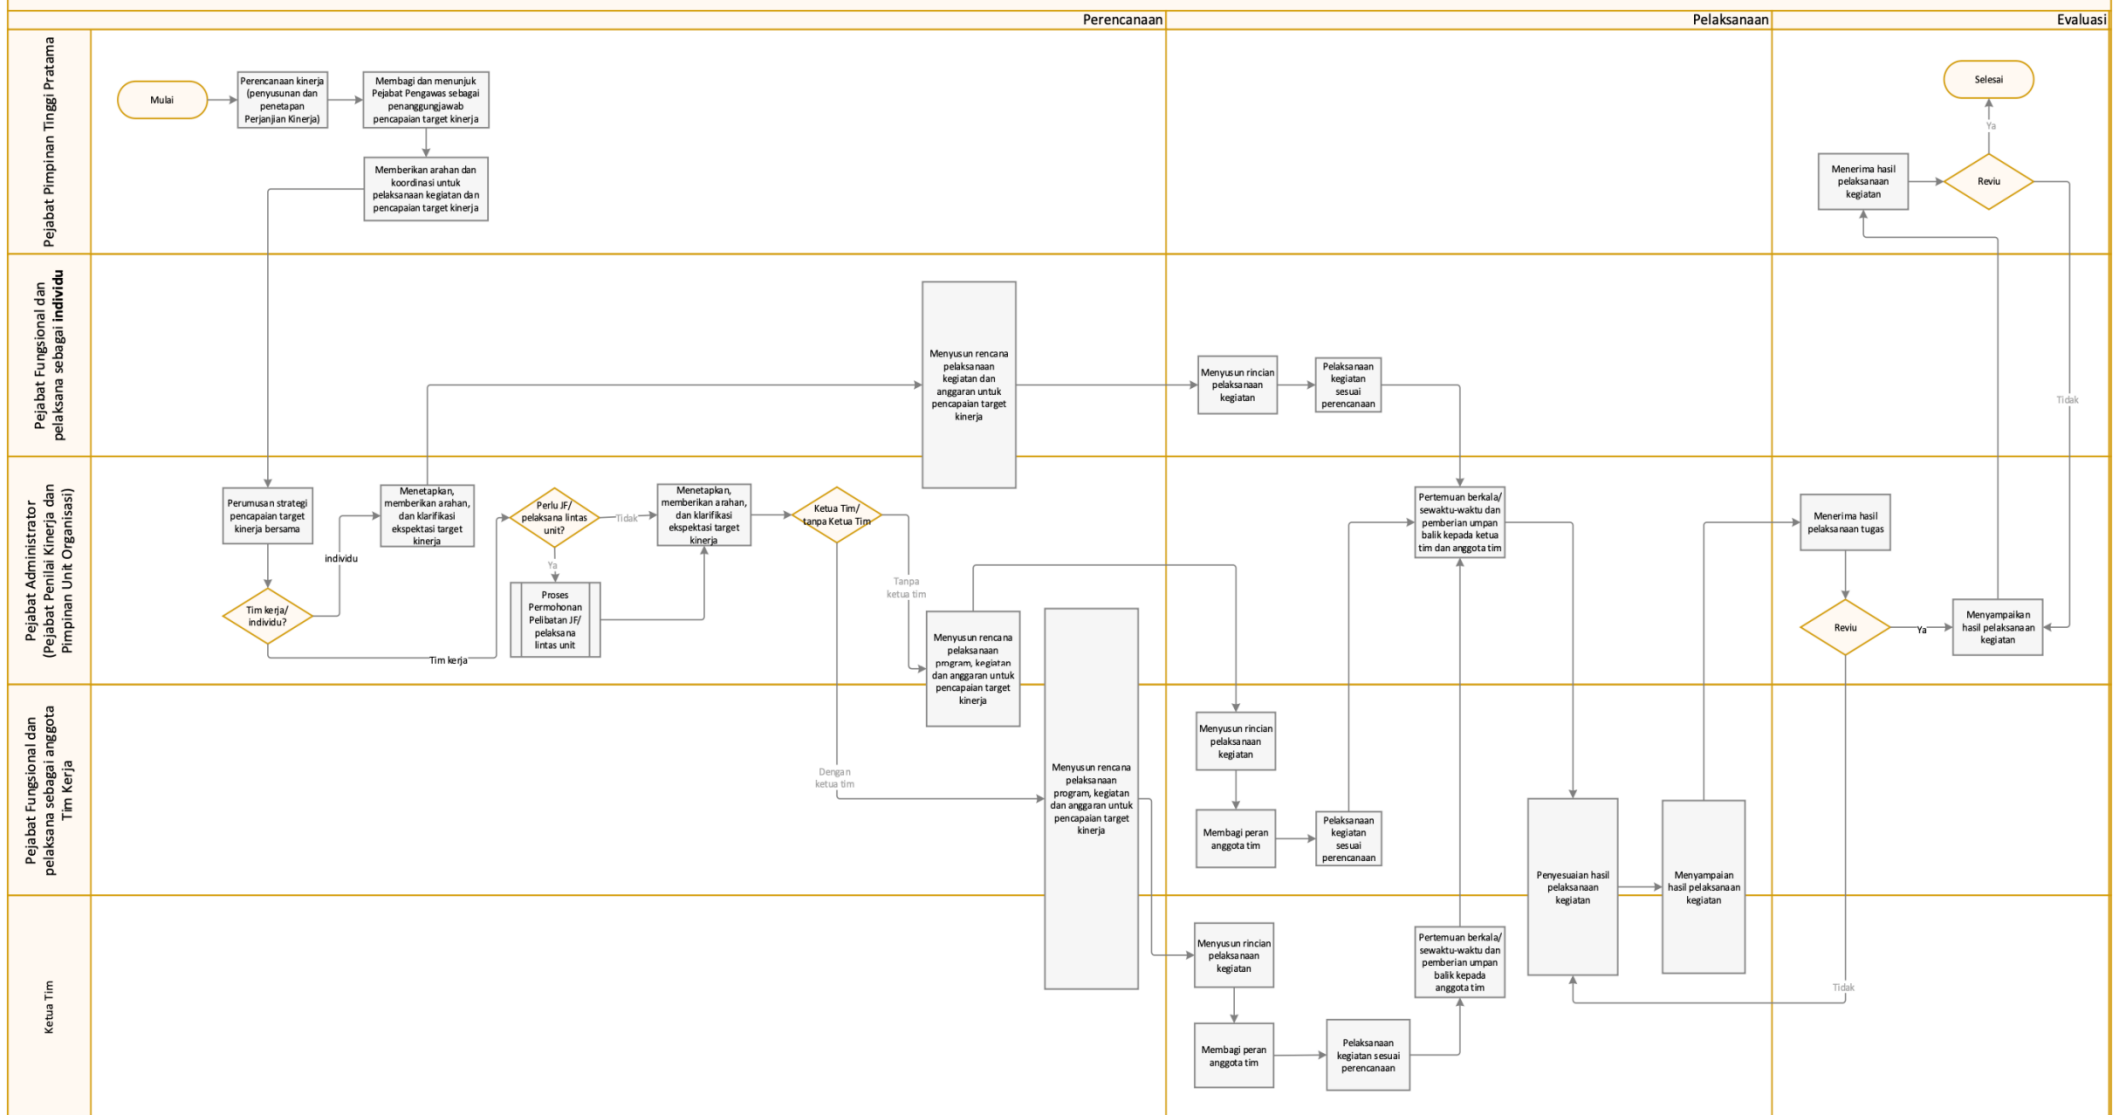 Perencanaan
Pelaksanaan
Evaluasi
Pejabat Pimpinan Tinggi Pratama
Mulai
Perencanaan kinerja
(penyusunan dan
penetapan
Perjanjian Kinerja)
Membagi dan menunjuk
Pejabat Pengawas sebagai
penanggungjawab
pencapaian target kinerja
Memberikan arahan dan
koordinasi untuk
pelaksanaan kegiatan dan
pencapaian target kinerja
Menerima hasil
pelaksanaan
kegiatan
Reviu
Ya
Selesai
Tidak
Pejabat Fungsional dan
pelaksana sebagai individu
Menyusun rencana
pelaksanaan
kegiatan dan
anggaran untuk
pencapaian target
kinerja
Menyusun rincian
pelaksanaan
kegiatan
Pelaksanaan
kegiatan
sesuai
perencanaan
Pejabat Administrator
(Pejabat Penilai Kinerja dan
Pimpinan Unit Organisasi)
Perumusan strategi
pencapaian target
kinerja bersama
Tim kerja/
individu?
individu
Tim kerja
Menetapkan,
memberikan arahan,
dan klarifikasi
ekspektasi target
kinerja
Perlu JF/
pelaksana lintas
unit?
Tidak
Ya
Proses
Permohonan
Pelibatan JF/
pelaksana
lintas unit
Menetapkan,
memberikan arahan,
dan klarifikasi
ekspektasi target
kinerja
Ketua Tim/
tanpa Ketua Tim
Tanpa
ketua tim
Dengan
ketua tim
Menyusun rencana
pelaksanaan
program, kegiatan
dan anggaran untuk
pencapaian target
kinerja
Pertemuan berkala/
sewaktu-waktu dan
pemberian umpan
balik kepada ketua
tim dan anggota tim
Menerima hasil
pelaksanaan tugas
Reviu
Ya
Menyampaikan
hasil pelaksanaan
kegiatan
Tidak
Pejabat Fungsional dan
pelaksana sebagai anggota
Tim Kerja
Menyusun rencana
pelaksanaan
program, kegiatan
dan anggaran untuk
pencapaian target
kinerja
Menyusun rincian
pelaksanaan
kegiatan
Membagi peran
anggota tim
Pelaksanaan
kegiatan
sesuai
perencanaan
Penyesuaian hasil
pelaksanaan
kegiatan
Menyampaian
hasil pelaksanaan
kegiatan
Ketua Tim
Menyusun rincian
pelaksanaan
kegiatan
Membagi peran
anggota tim
Pelaksanaan
kegiatan sesuai
perencanaan
Pertemuan berkala/
sewaktu-waktu dan
pemberian umpan
balik kepada
anggota tim